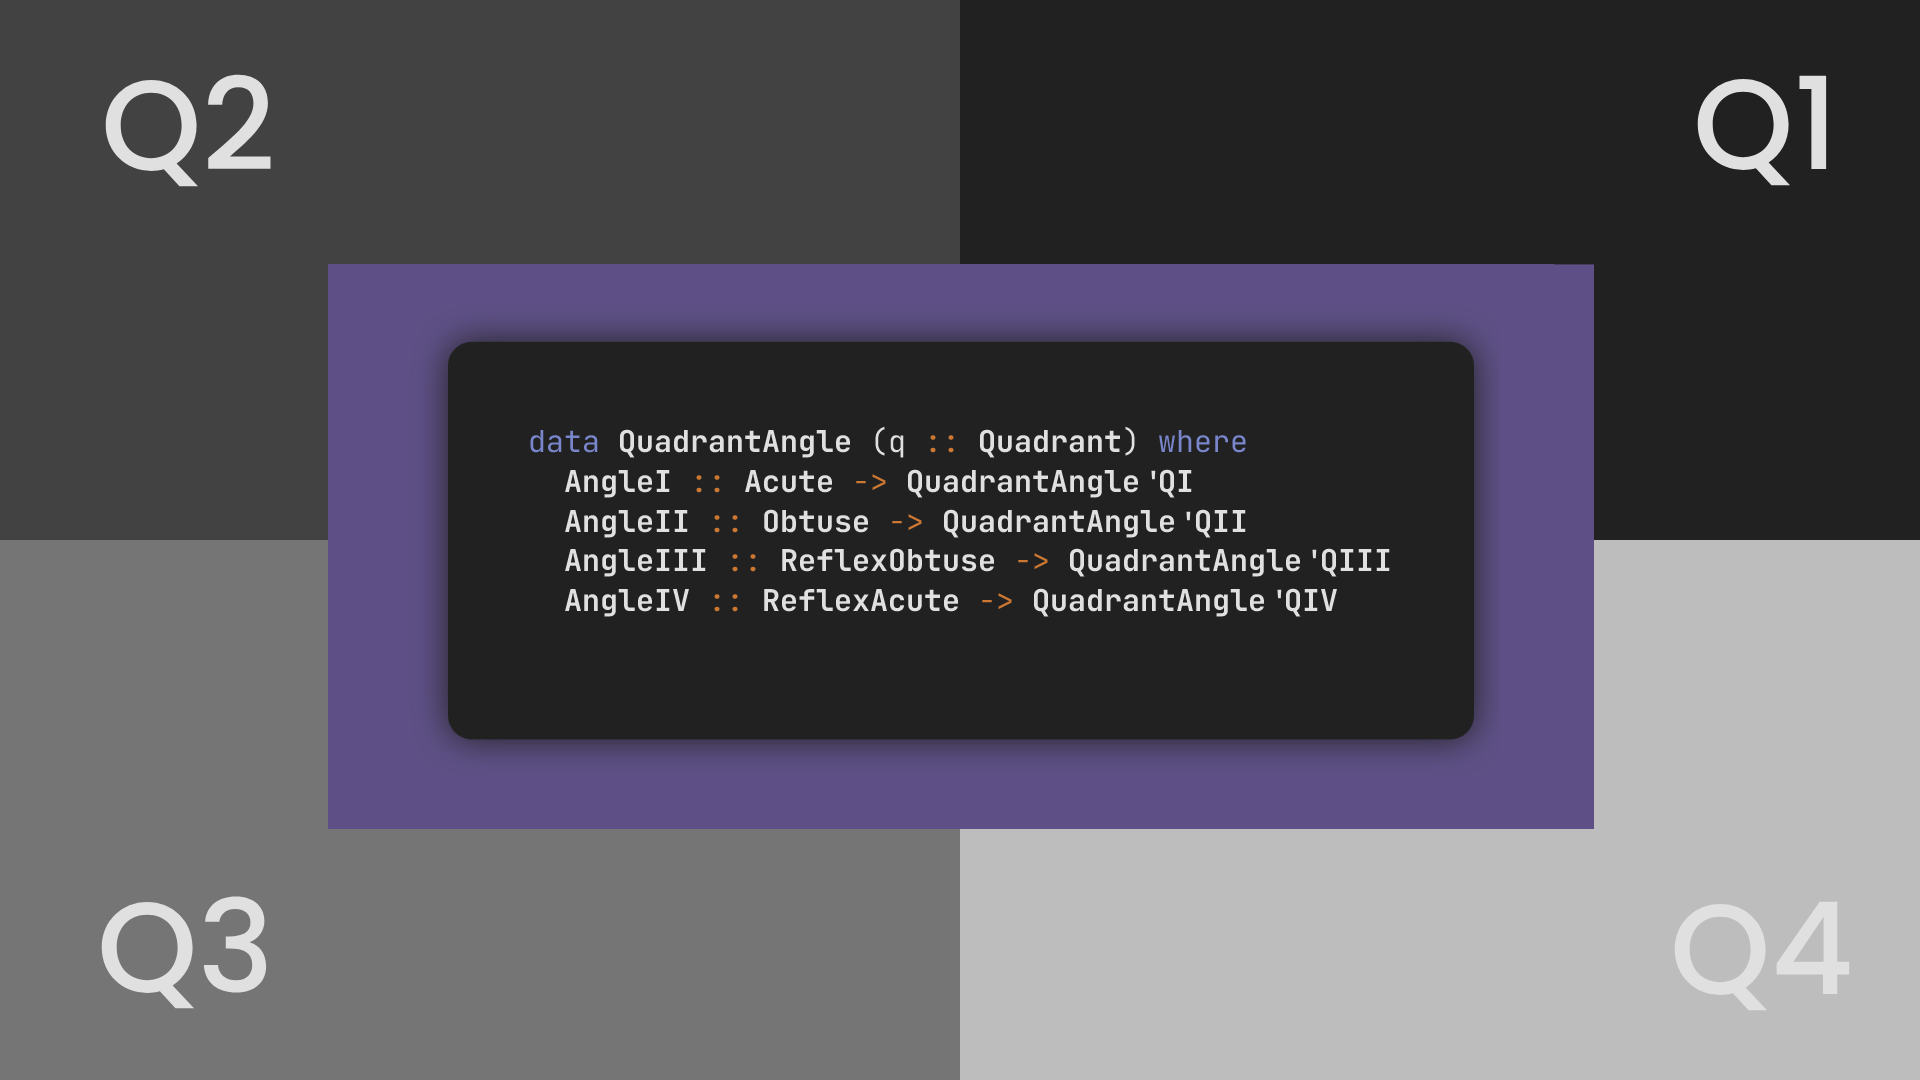 Q2
Q1
data QuadrantAngle (q :: Quadrant) where
  AngleI :: Acute -> QuadrantAngle 'QI
  AngleII :: Obtuse -> QuadrantAngle 'QII
  AngleIII :: ReflexObtuse -> QuadrantAngle 'QIII
  AngleIV :: ReflexAcute -> QuadrantAngle 'QIV
Q3
Q4